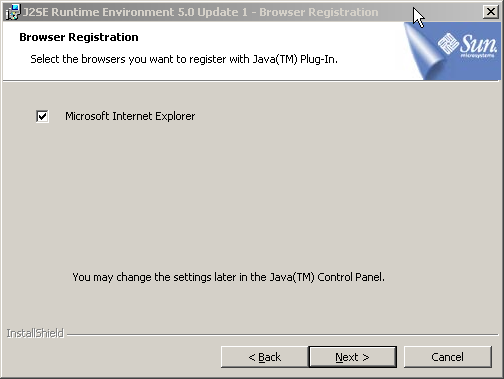 J2SE Runtime Environment 5.0 Update 1 - Browser Registration
Browser Registration
Select the browsers you want to register with Java(TM) Plug-In.
Sun.
microsystems
Microsoft Internet Explorer
You may change the settings later in the Java(TM) Control Panel.
InstallShield
< Back
Next >
Cancel